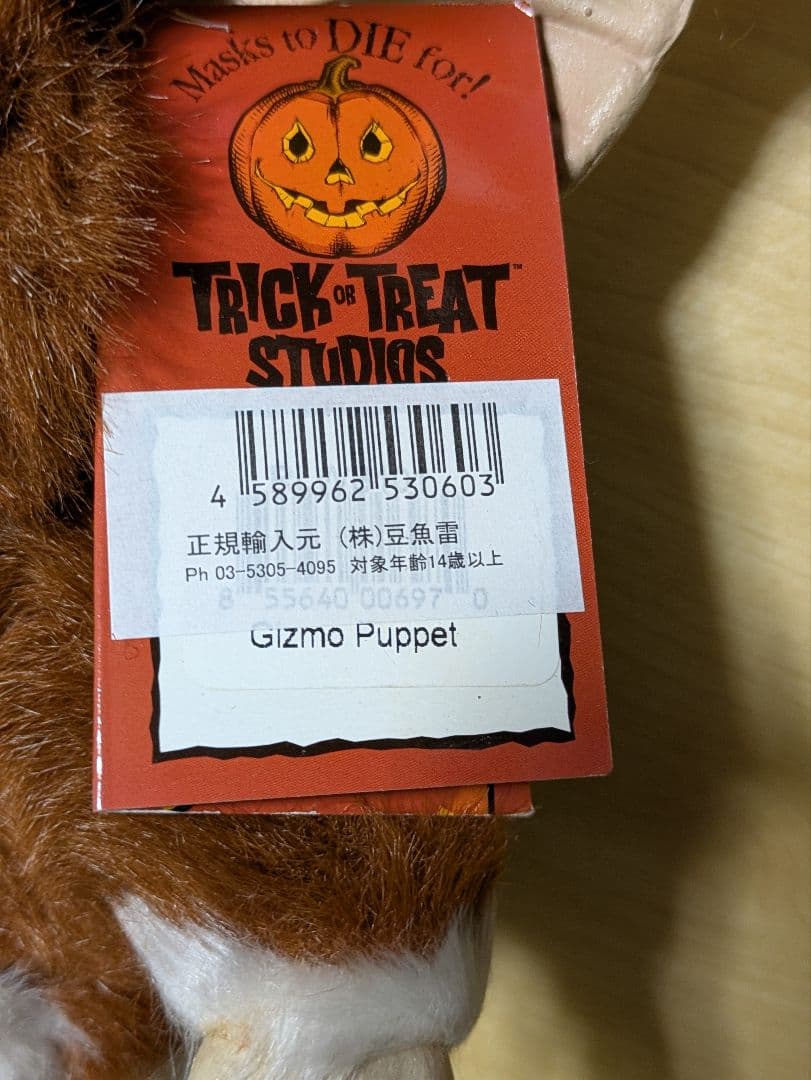 Masks to DIE for!
TRICK OR TREAT™
STUDIOS
4 589962 530603
正規輸入元 (株)豆魚雷
Ph 03-5305-4095 対象年齢14歳以上
8 55640 00697 0
Gizmo Puppet